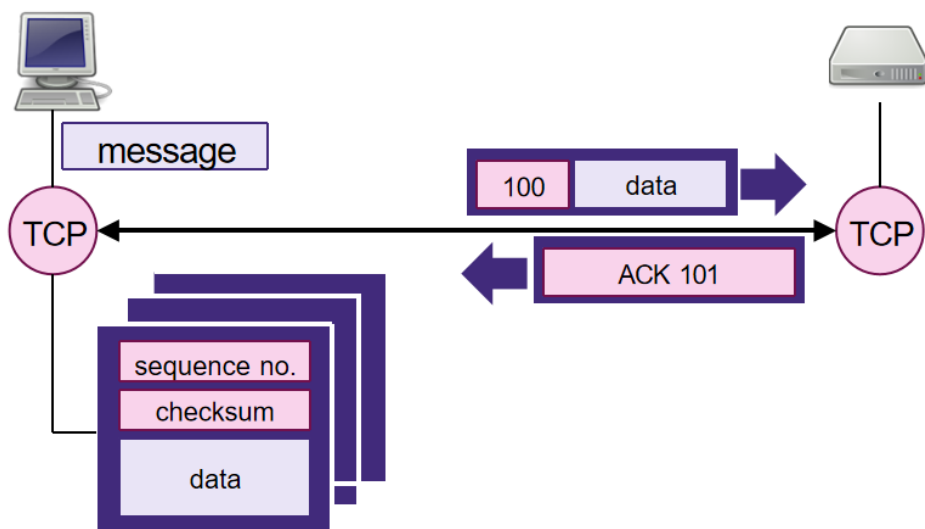 message
100 data
TCP
TCP
ACK 101
sequence no.
checksum
data